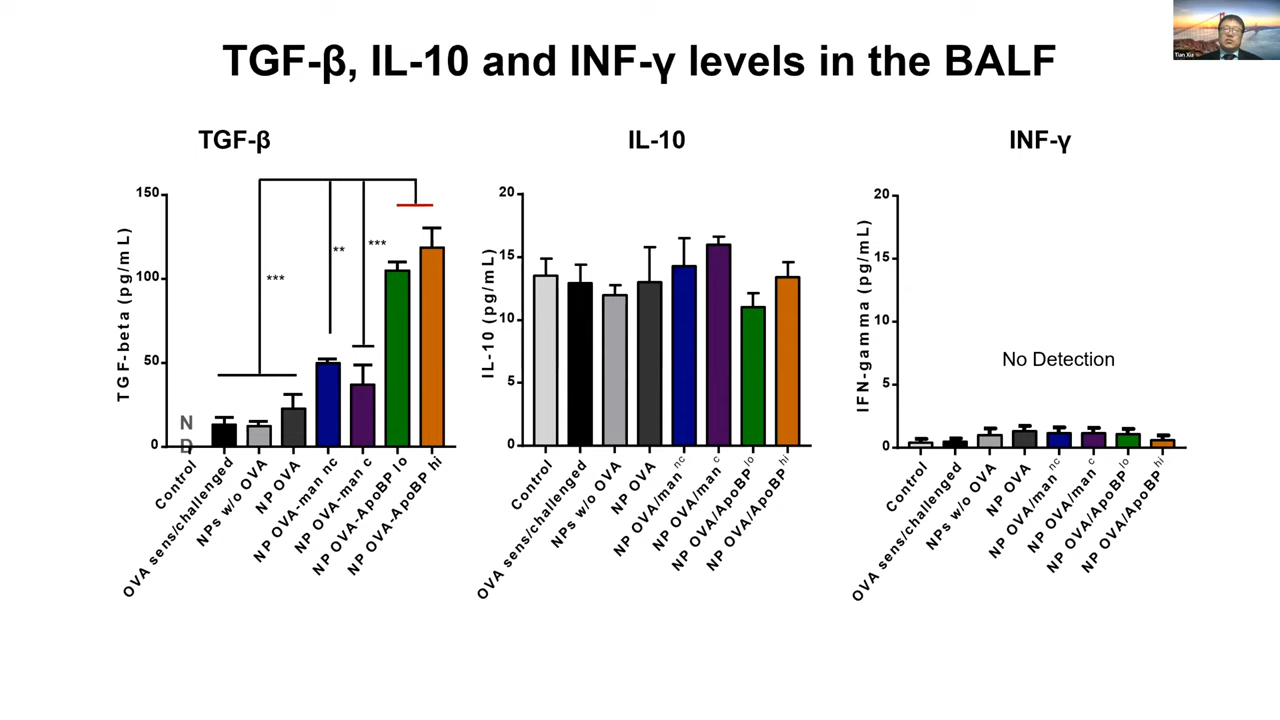 TGF-β, IL-10 and INF-γ levels in the BALF
Tian Xia
TGF-β
TGF-beta (pg/mL)
150
100
50
0
***
**
***
N
D
Control
OVA sens/challenged
NPs w/o OVA
NP OVA
NP OVA-man nc
NP OVA-man c
NP OVA-ApoBP lo
NP OVA-ApoBP hi
IL-10
IL-10 (pg/mL)
20
15
10
5
0
Control
OVA sens/challenged
NPs w/o OVA
NP OVA
NP OVA/man nc
NP OVA/man c
NP OVA/ApoBP lo
NP OVA/ApoBP hi
INF-γ
IFN-gamma (pg/mL)
20
15
10
5
0
No Detection
Control
OVA sens/challenged
NPs w/o OVA
NP OVA
NP OVA/man nc
NP OVA/man c
NP OVA/ApoBP lo
NP OVA/ApoBP hi